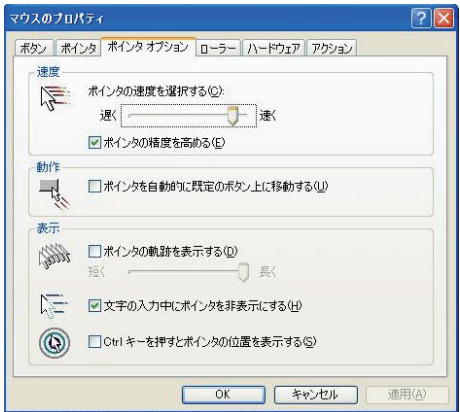 マウスのプロパティ
ボタン ポインタ ポインタ オプション ローラー ハードウェア アクション
速度
ポインタの速度を選択する(C):
遅く 速く
ポインタの精度を高める(E)
動作
ポインタを自動的に既定のボタン上に移動する(U)
表示
ポインタの軌跡を表示する(D)
短く 長く
文字の入力中にポインタを非表示にする(H)
Ctrl キーを押すとポインタの位置を表示する(S)
OK キャンセル 適用(A)